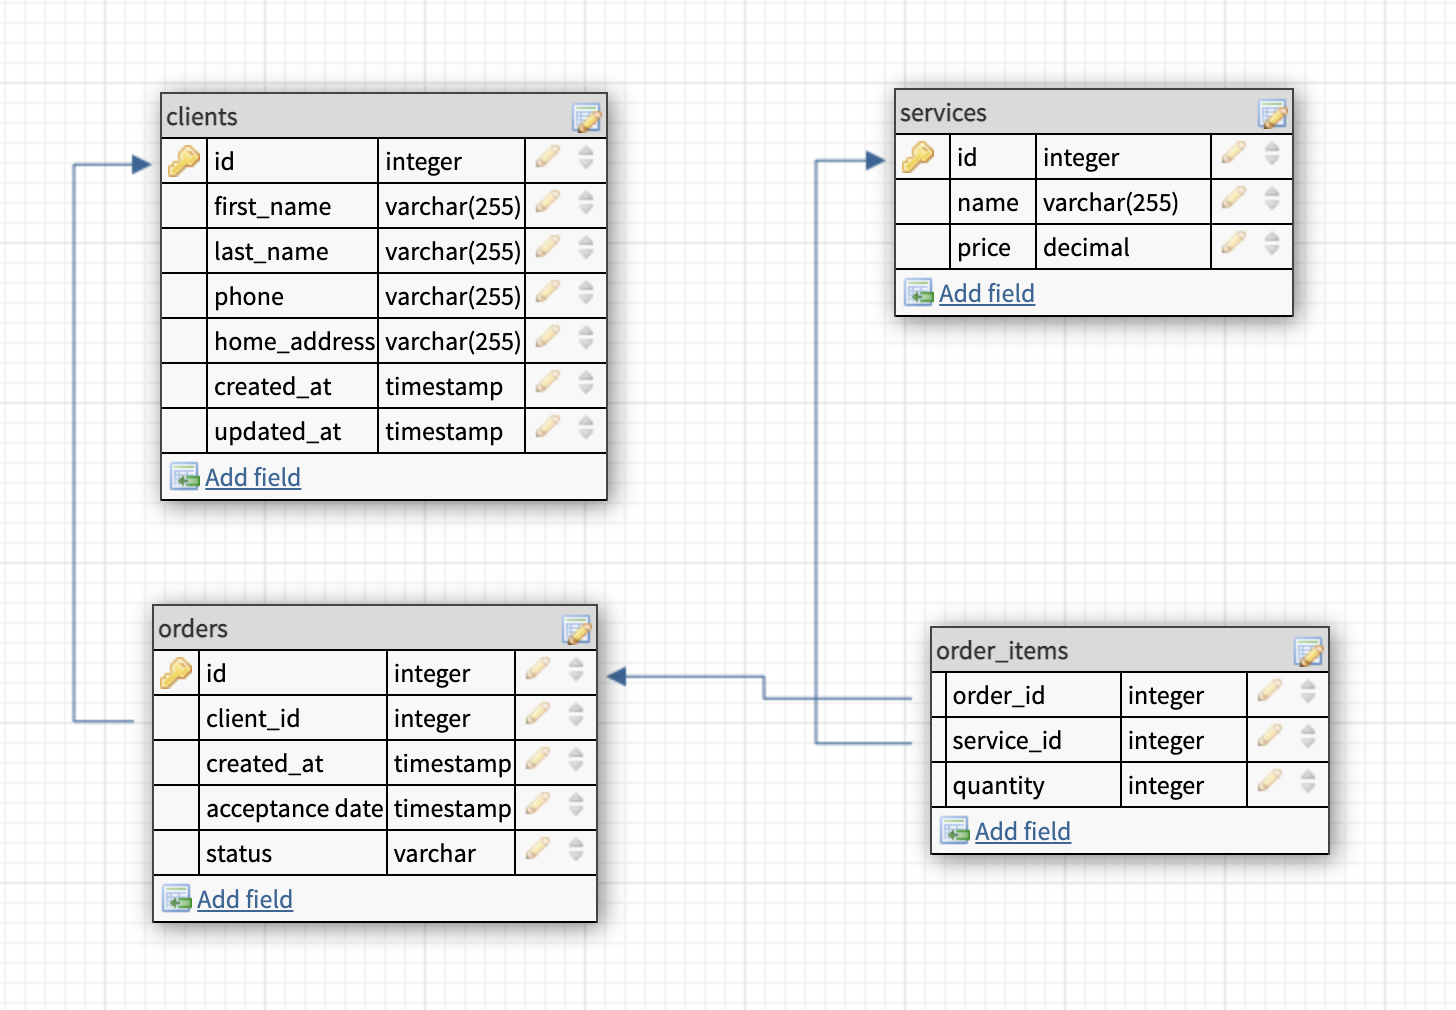 clients
id integer
first_name varchar(255)
last_name varchar(255)
phone varchar(255)
home_address varchar(255)
created_at timestamp
updated_at timestamp
Add field
services
id integer
name varchar(255)
price decimal
Add field
orders
id integer
client_id integer
created_at timestamp
acceptance date timestamp
status varchar
Add field
order_items
order_id integer
service_id integer
quantity integer
Add field